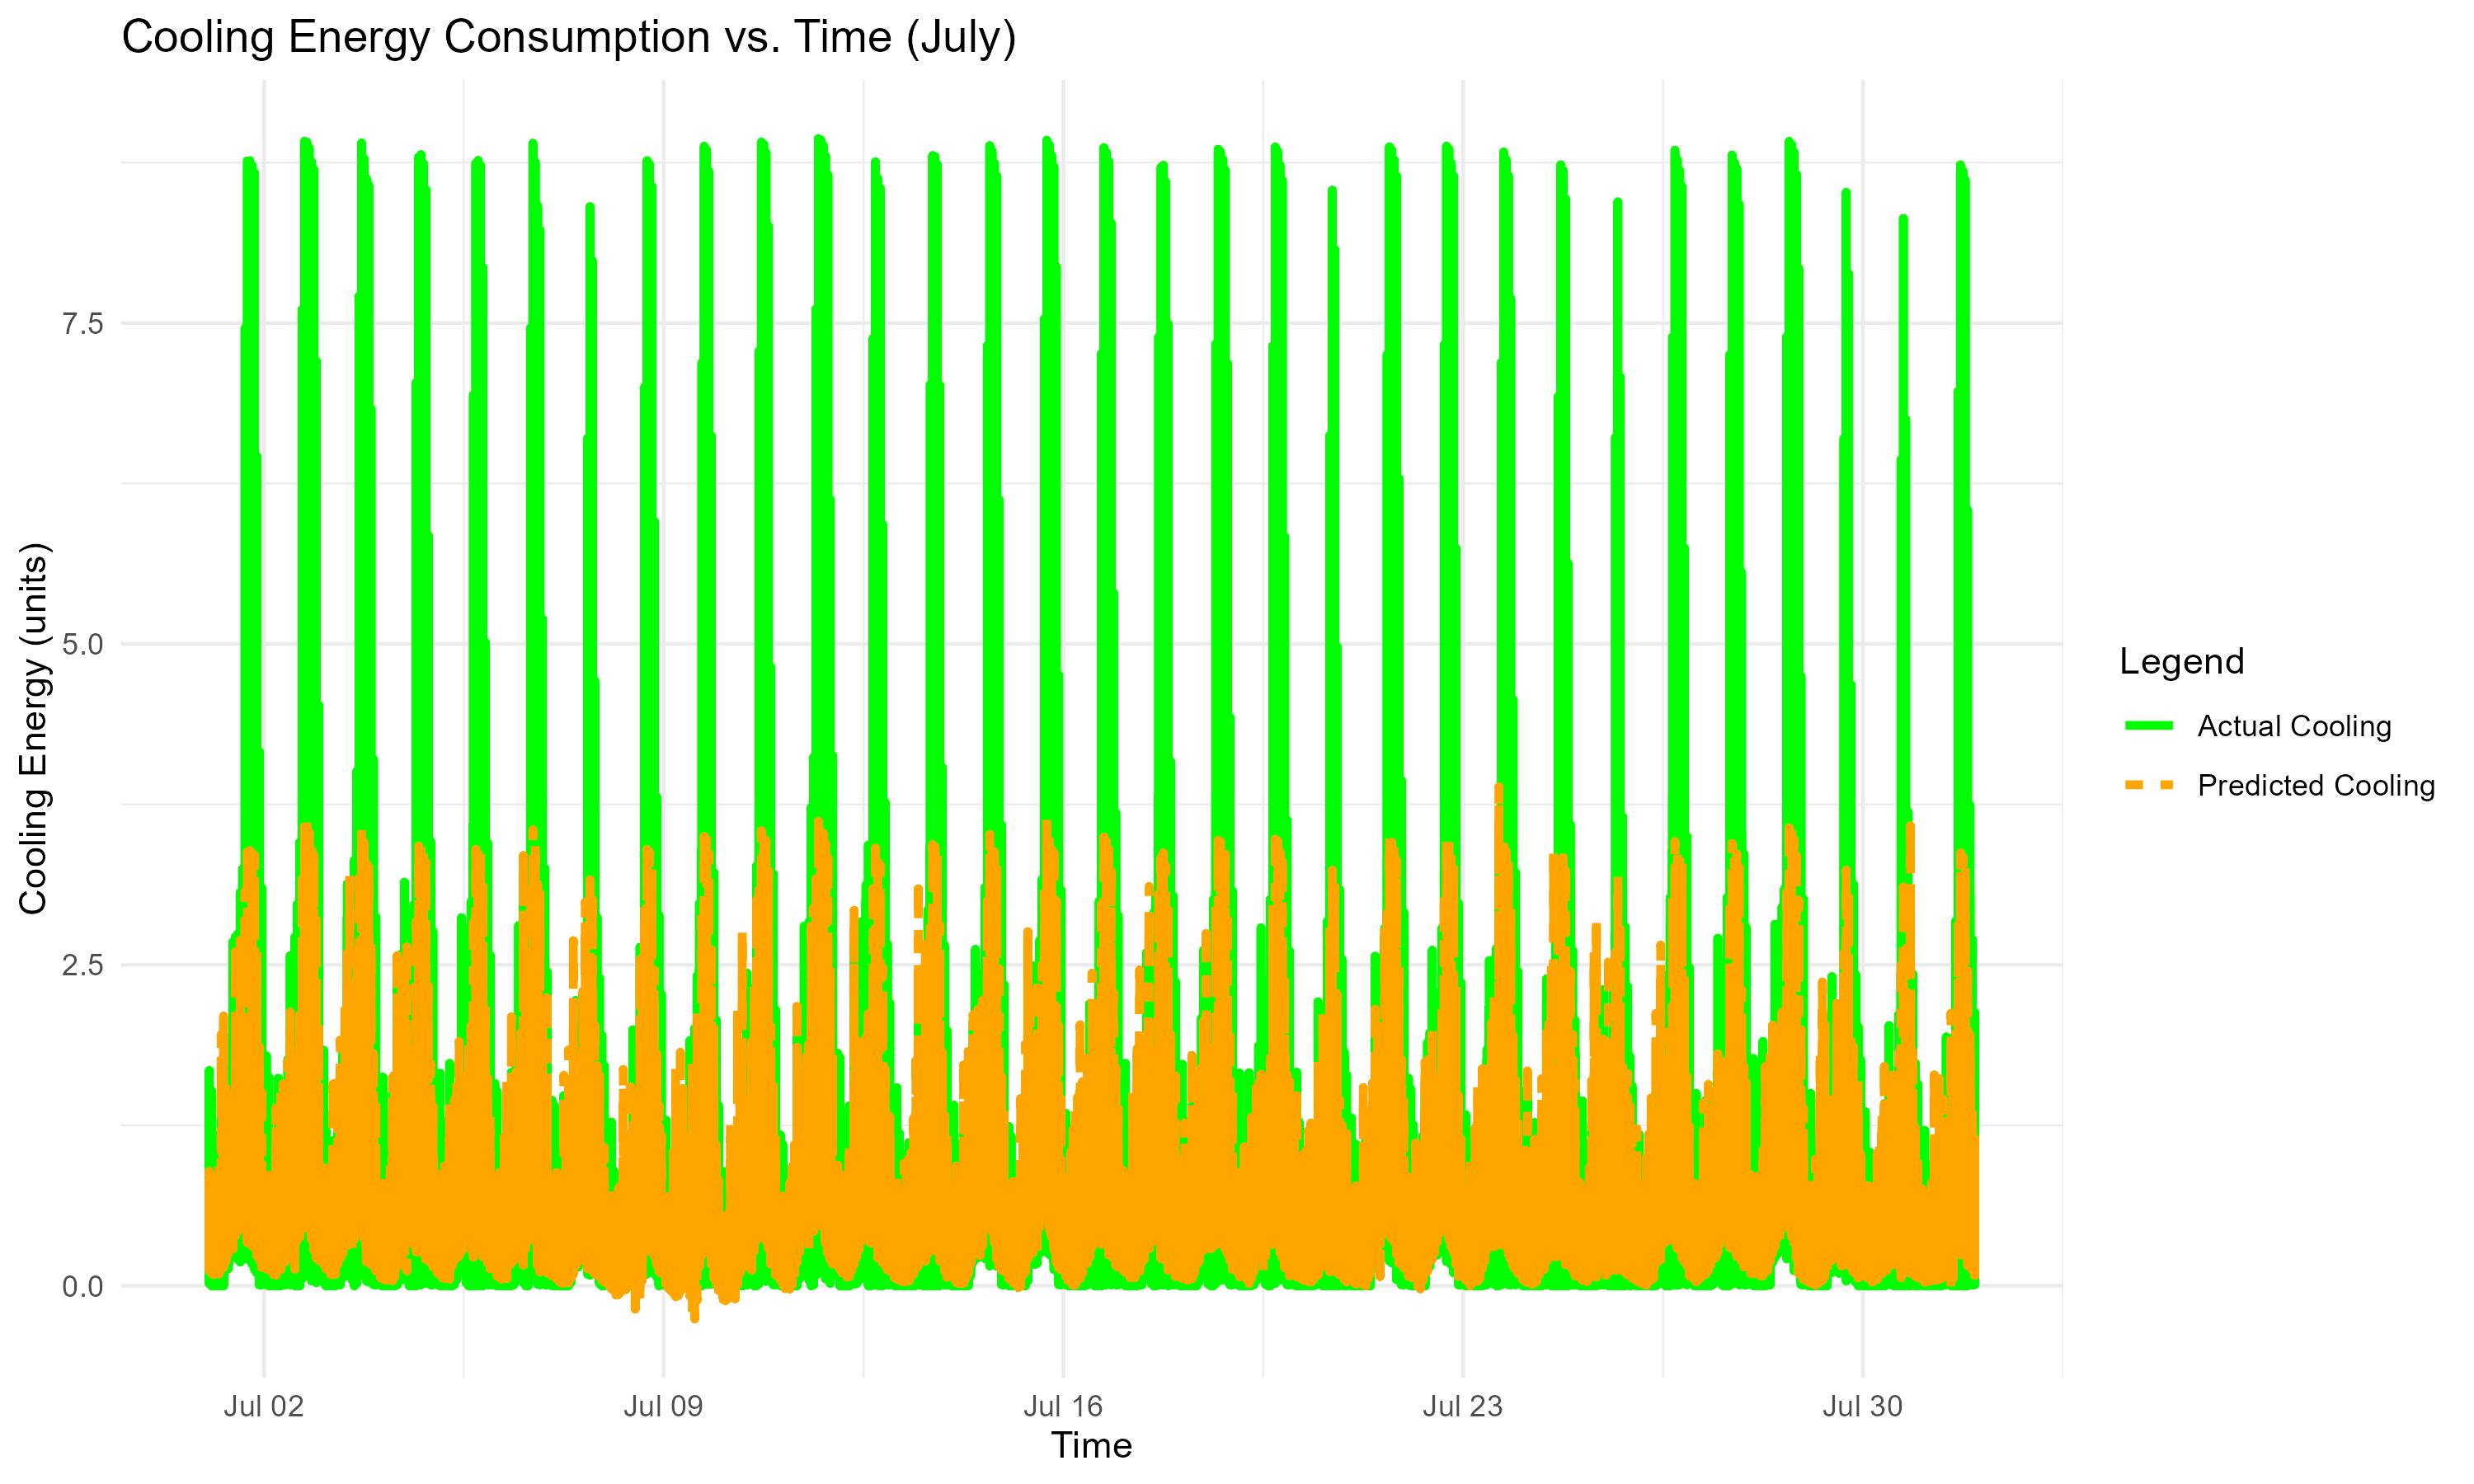 Cooling Energy Consumption vs. Time (July)
Cooling Energy (units)
7.5
5.0
2.5
0.0
Jul 02
Jul 09
Jul 16
Jul 23
Jul 30
Time
Legend
Actual Cooling
Predicted Cooling